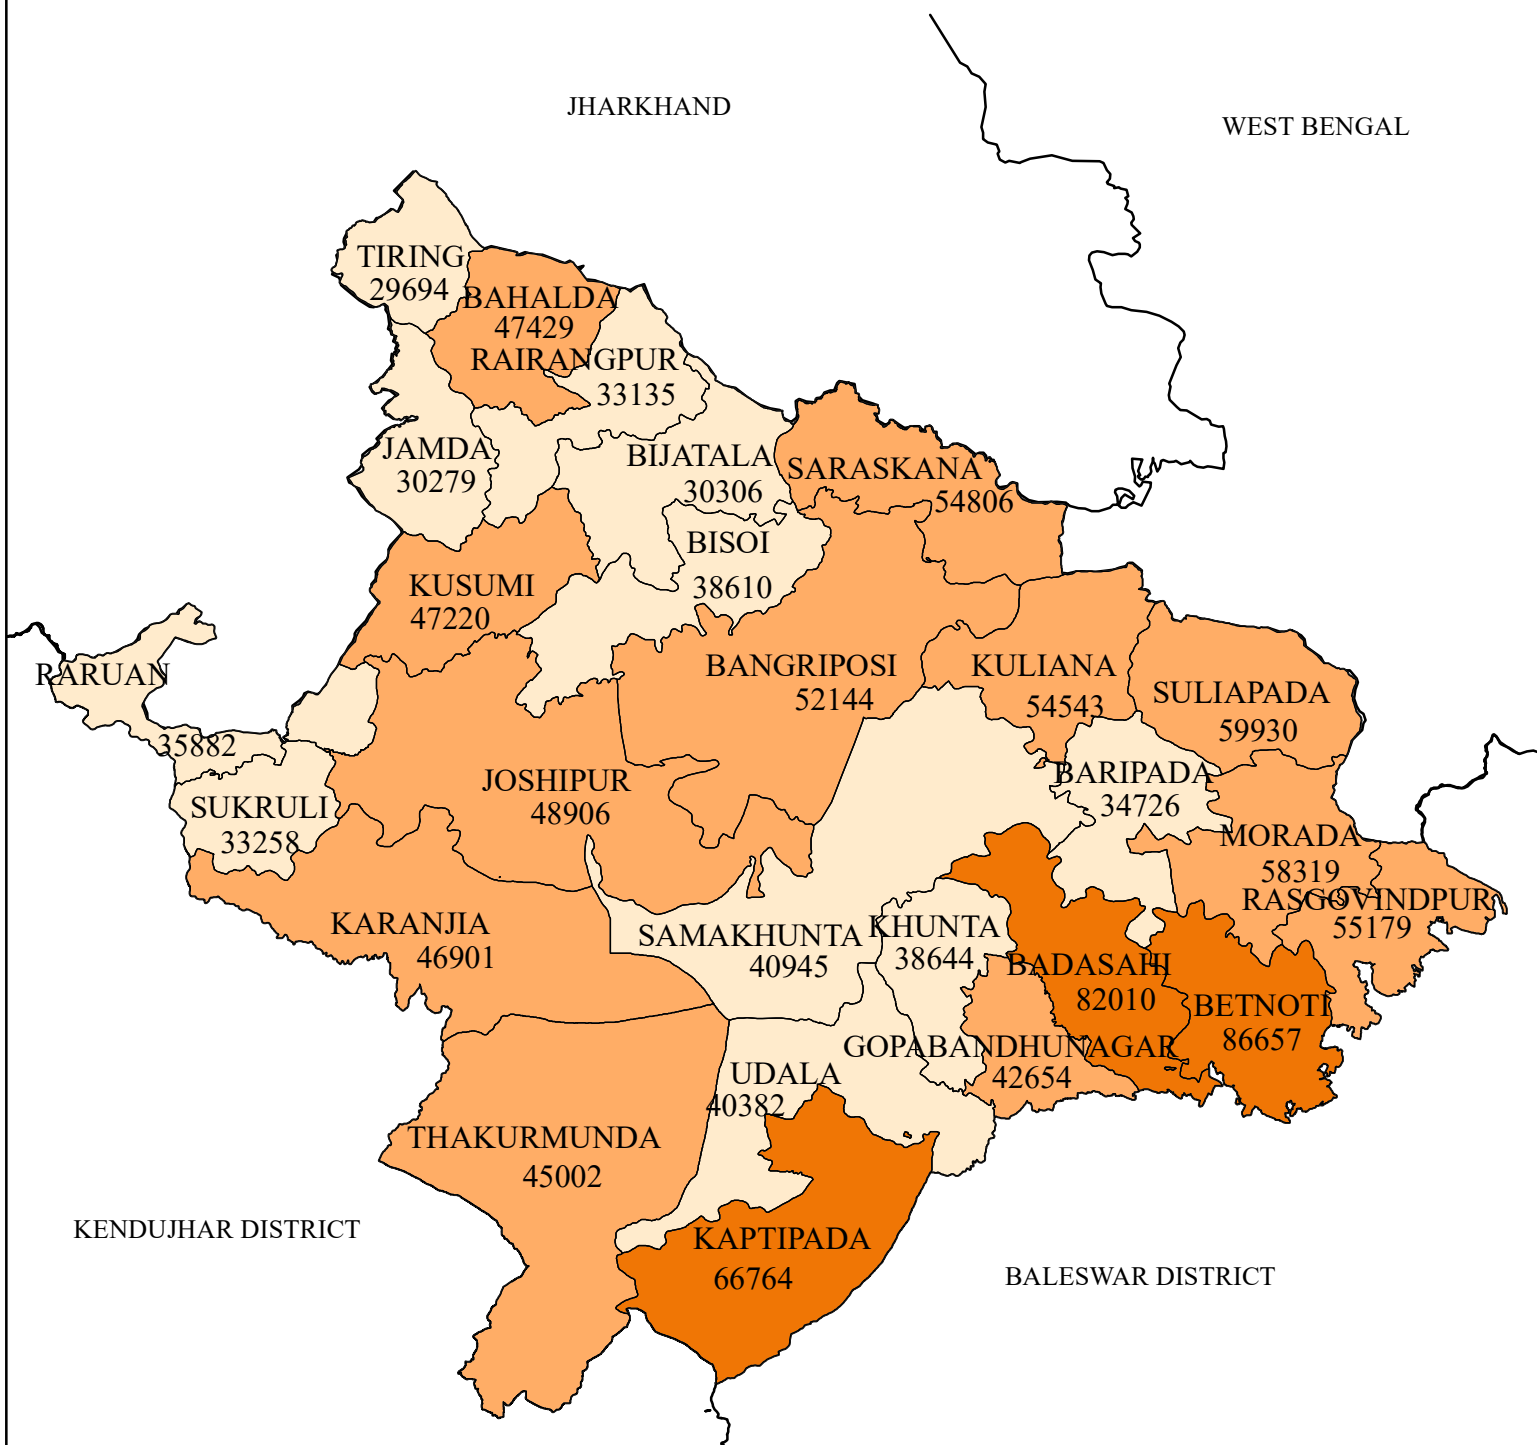 JHARKHAND
WEST BENGAL
TIRING
29694
BAHALDA
47429
RAIRANGPUR
33135
JAMDA
30279
BIJATALA
30306
SARASKANA
54806
BISOI
38610
KUSUMI
47220
RARUAN
35882
BANGRIPOSI
52144
KULIANA
54543
SULIAPADA
59930
SUKRULI
33258
JOSHIPUR
48906
BARIPADA
34726
MORADA
58319
RASGOVINDPUR
55179
KARANJIA
46901
SAMAKHUNTA
40945
KHUNTA
38644
BADASAHI
82010
BETNOTI
86657
GOPABANDHUNAGAR
42654
UDALA
40382
THAKURMUNDA
45002
KAPTIPADA
66764
KENDUJHAR DISTRICT
BALESWAR DISTRICT